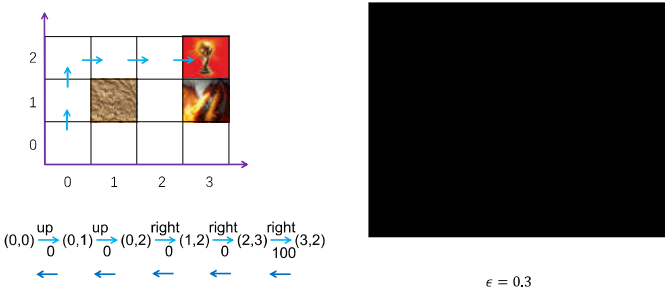 2
1
0
0 1 2 3
up up right right right
(0,0) (0,1) (0,2) (1,2) (2,3) (3,2)
0 0 0 0 100
ϵ = 0.3